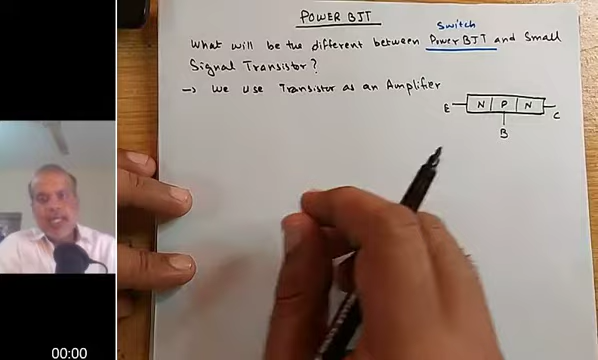 POWER BJT
Switch
What will be the different between Power BJT and Small
Signal Transistor?
→ We use Transistor as an Amplifier
E N P N C
B
00:00